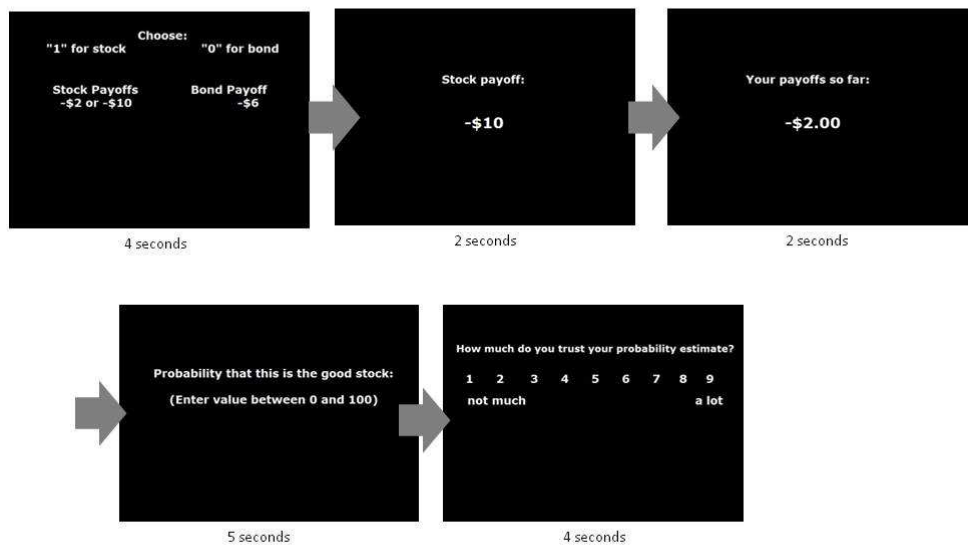 Choose:
"1" for stock "0" for bond
Stock Payoffs Bond Payoff
-$2 or -$10 -$6
4 seconds
Stock payoff:
-$10
2 seconds
Your payoffs so far:
-$2.00
2 seconds
Probability that this is the good stock:
(Enter value between 0 and 100)
5 seconds
How much do you trust your probability estimate?
1 2 3 4 5 6 7 8 9
not much a lot
4 seconds